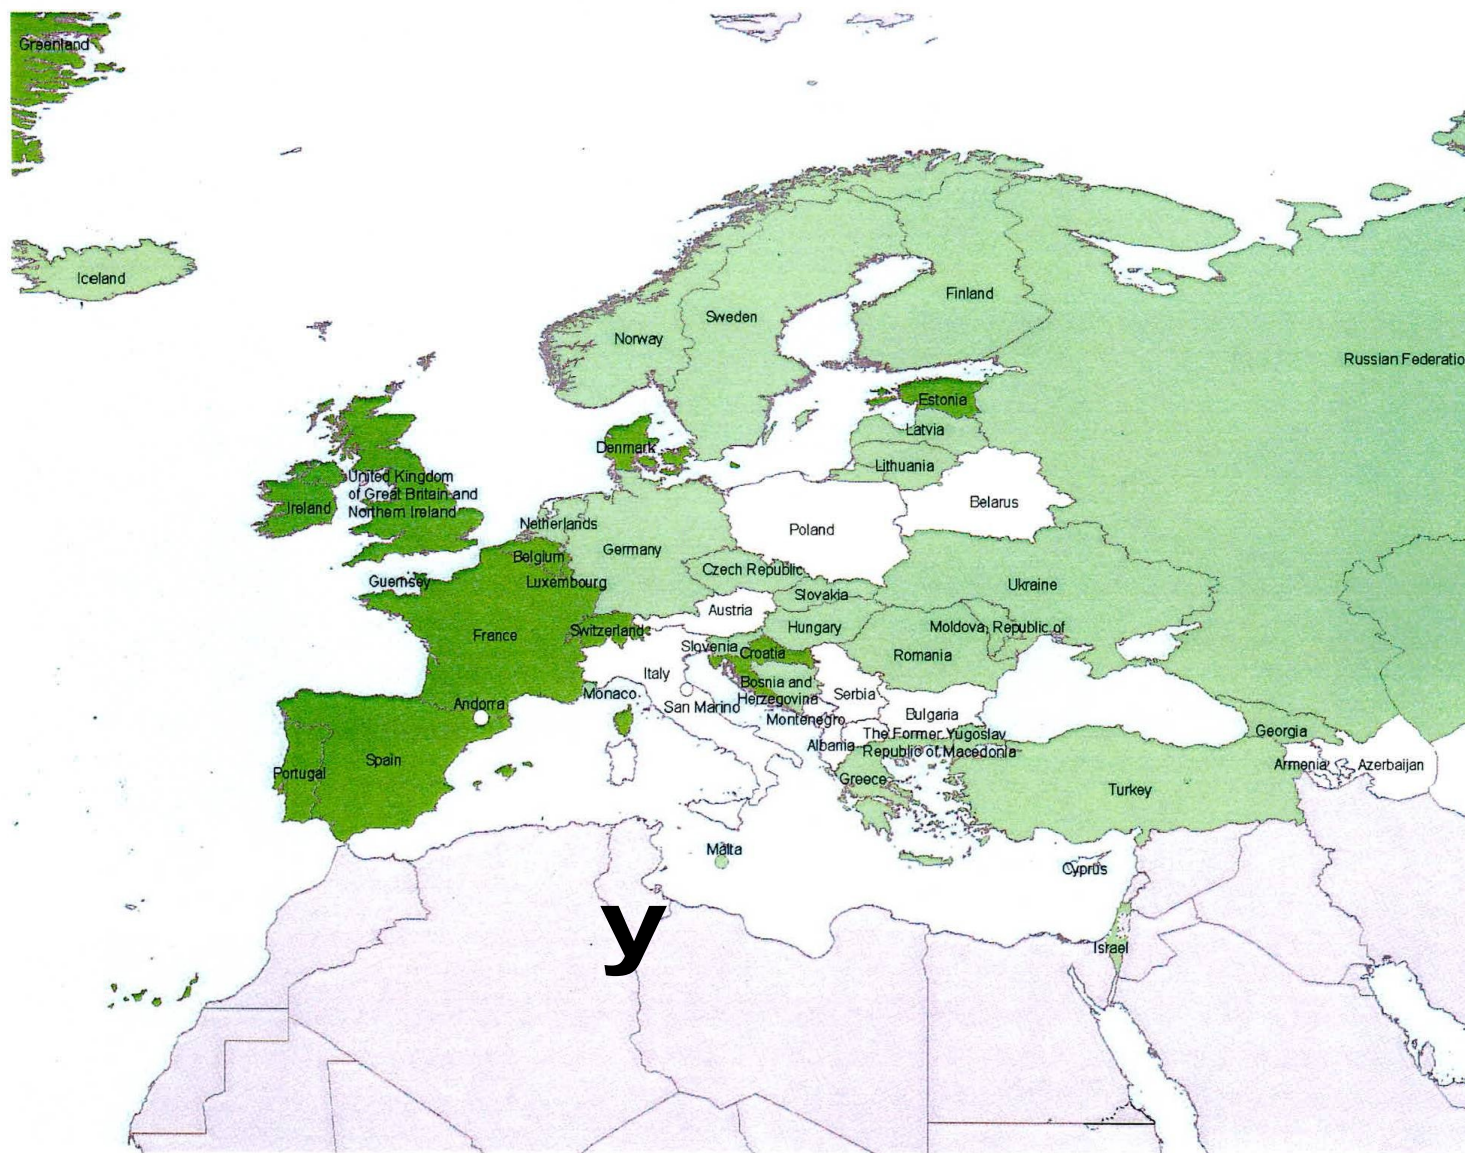 Greenland
Iceland
Norway
Sweden
Finland
Russian Federatio
Estonia
Latvia
Lithuania
Denmark
United Kingdom
of Great Britain and
Northern Ireland
Ireland
Netherlands
Belgium
Luxembourg
Guernsey
Germany
Poland
Belarus
Czech Republic
Slovakia
Ukraine
Austria
Hungary
Moldova, Republic of
Romania
France
Switzerland
Slovenia
Croatia
Italy
Bosnia and
Herzegovina
Monaco
San Marino
Serbia
Montenegro
Bulgaria
Andorra
Albania
The Former Yugoslav
Republic of Macedonia
Georgia
Armenia
Azerbaijan
Portugal
Spain
Greece
Turkey
Malta
Cyprus
Israel
y